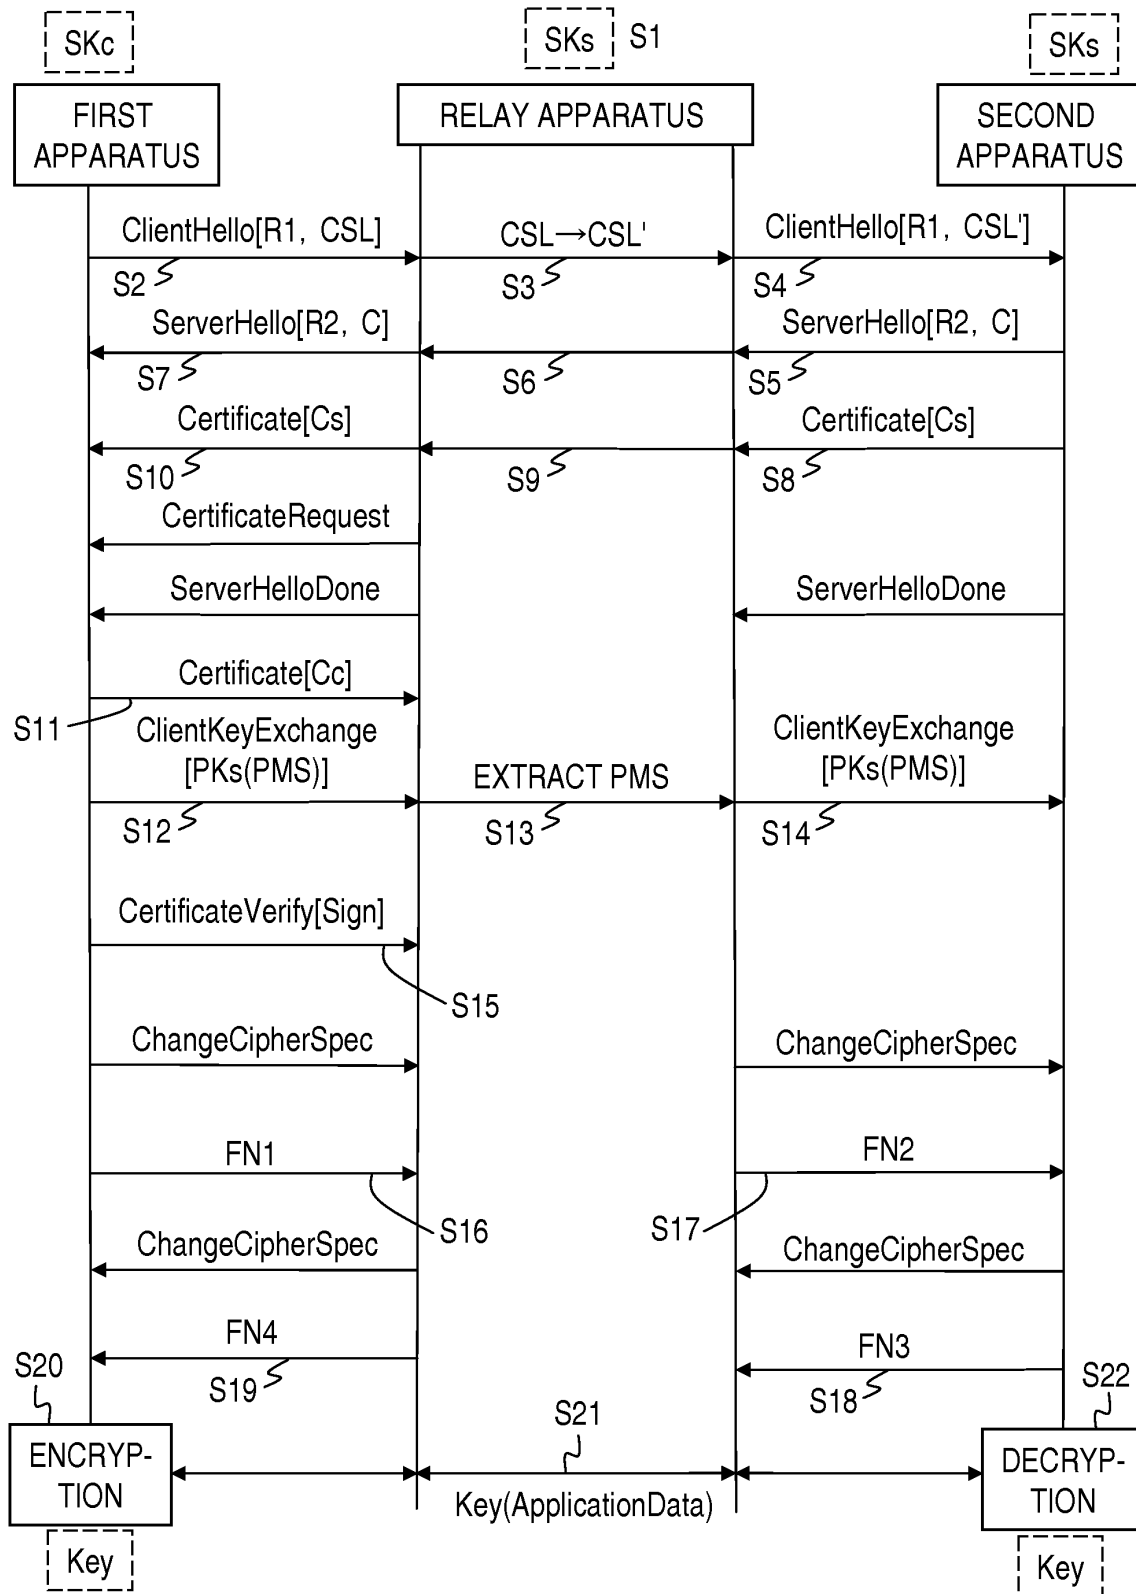 SKc
SKs
S1
SKs
FIRST
APPARATUS
RELAY APPARATUS
SECOND
APPARATUS
ClientHello[R1, CSL]
CSL→CSL'
ClientHello[R1, CSL']
S2
S3
S4
ServerHello[R2, C]
ServerHello[R2, C]
S7
S6
S5
Certificate[Cs]
Certificate[Cs]
S10
S9
S8
CertificateRequest
ServerHelloDone
ServerHelloDone
Certificate[Cc]
S11
ClientKeyExchange
[PKs(PMS)]
EXTRACT PMS
ClientKeyExchange
[PKs(PMS)]
S12
S13
S14
CertificateVerify[Sign]
S15
ChangeCipherSpec
ChangeCipherSpec
FN1
FN2
S16
S17
ChangeCipherSpec
ChangeCipherSpec
FN4
FN3
S20
S19
S18
S22
S21
ENCRYP-
TION
Key(ApplicationData)
DECRYP-
TION
Key
Key